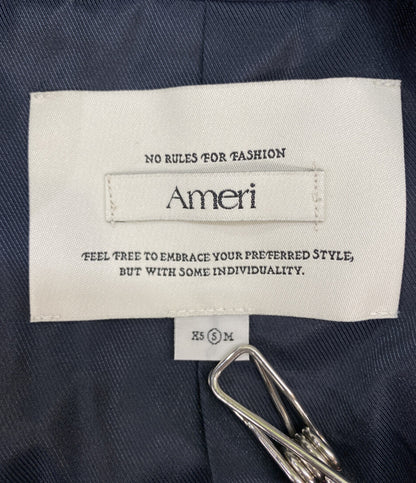 NO RULES FOR FASHION
Ameri
FEEL FREE TO EMBRACE YOUR PREFERRED STYLE,
BUT WITH SOME INDIVIDUALITY.
XS S M